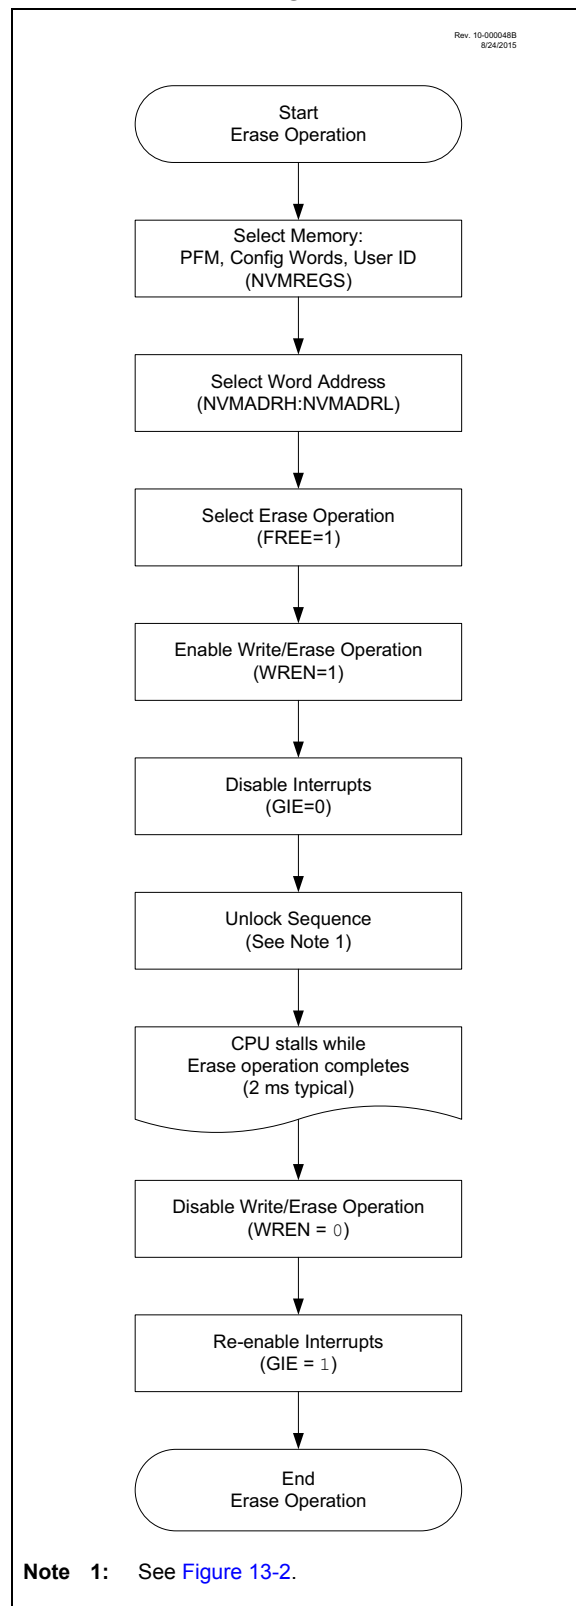 Rev. 10-000048B
8/24/2015
Start
Erase Operation
Select Memory:
PFM, Config Words, User ID
(NVMREGS)
Select Word Address
(NVMADRH:NVMADRL)
Select Erase Operation
(FREE=1)
Enable Write/Erase Operation
(WREN=1)
Disable Interrupts
(GIE=0)
Unlock Sequence
(See Note 1)
CPU stalls while
Erase operation completes
(2 ms typical)
Disable Write/Erase Operation
(WREN = 0)
Re-enable Interrupts
(GIE = 1)
End
Erase Operation
Note 1: See Figure 13-2.